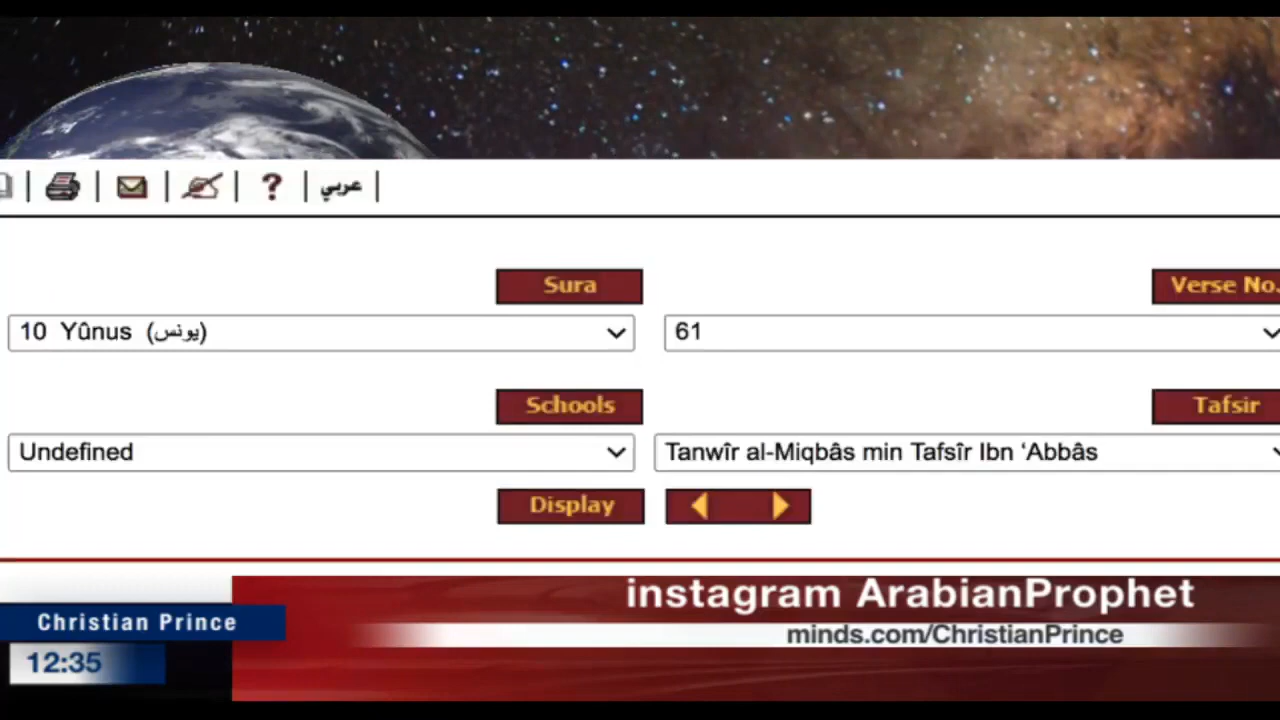 ? عربي
Sura
Verse No.
10 Yûnus (يونس)
61
Schools
Tafsir
Undefined
Tanwîr al-Miqbâs min Tafsîr Ibn ‘Abbâs
Display
instagram ArabianProphet
Christian Prince
minds.com/ChristianPrince
12:35